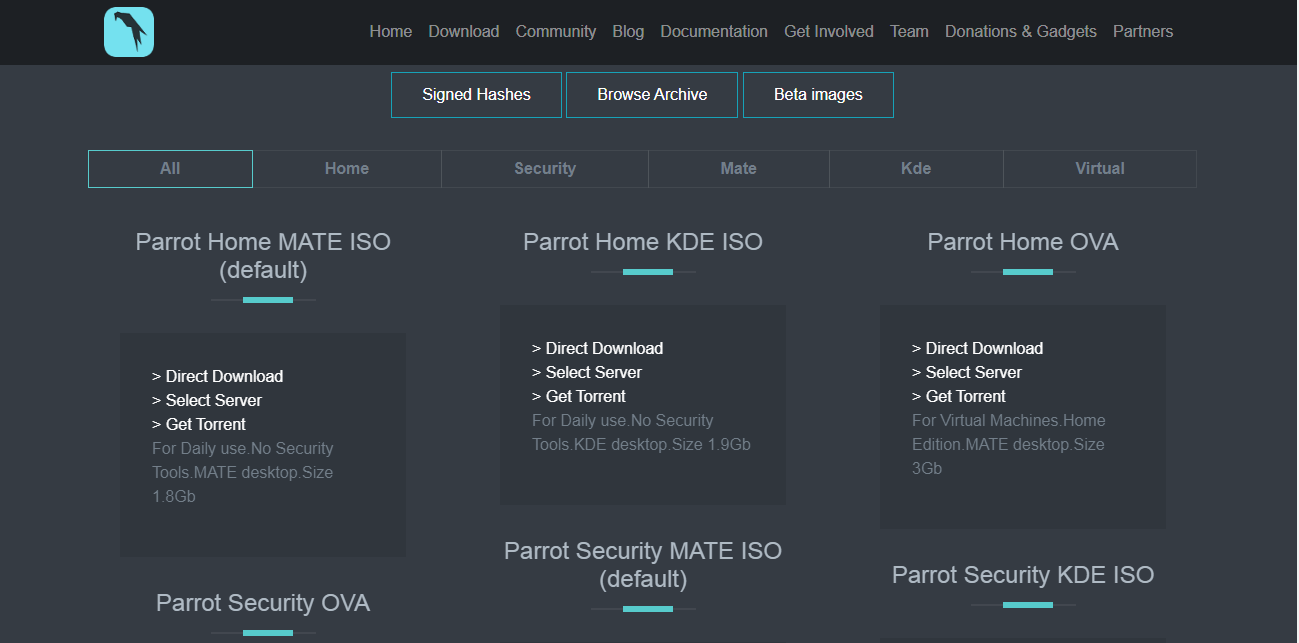 Home Download Community Blog Documentation Get Involved Team Donations & Gadgets Partners
Signed Hashes Browse Archive Beta images
All Home Security Mate Kde Virtual
Parrot Home MATE ISO
(default)
> Direct Download
> Select Server
> Get Torrent
For Daily use.No Security
Tools.MATE desktop.Size
1.8Gb
Parrot Security OVA
Parrot Home KDE ISO
> Direct Download
> Select Server
> Get Torrent
For Daily use.No Security
Tools.KDE desktop.Size 1.9Gb
Parrot Security MATE ISO
(default)
Parrot Home OVA
> Direct Download
> Select Server
> Get Torrent
For Virtual Machines.Home
Edition.MATE desktop.Size
3Gb
Parrot Security KDE ISO